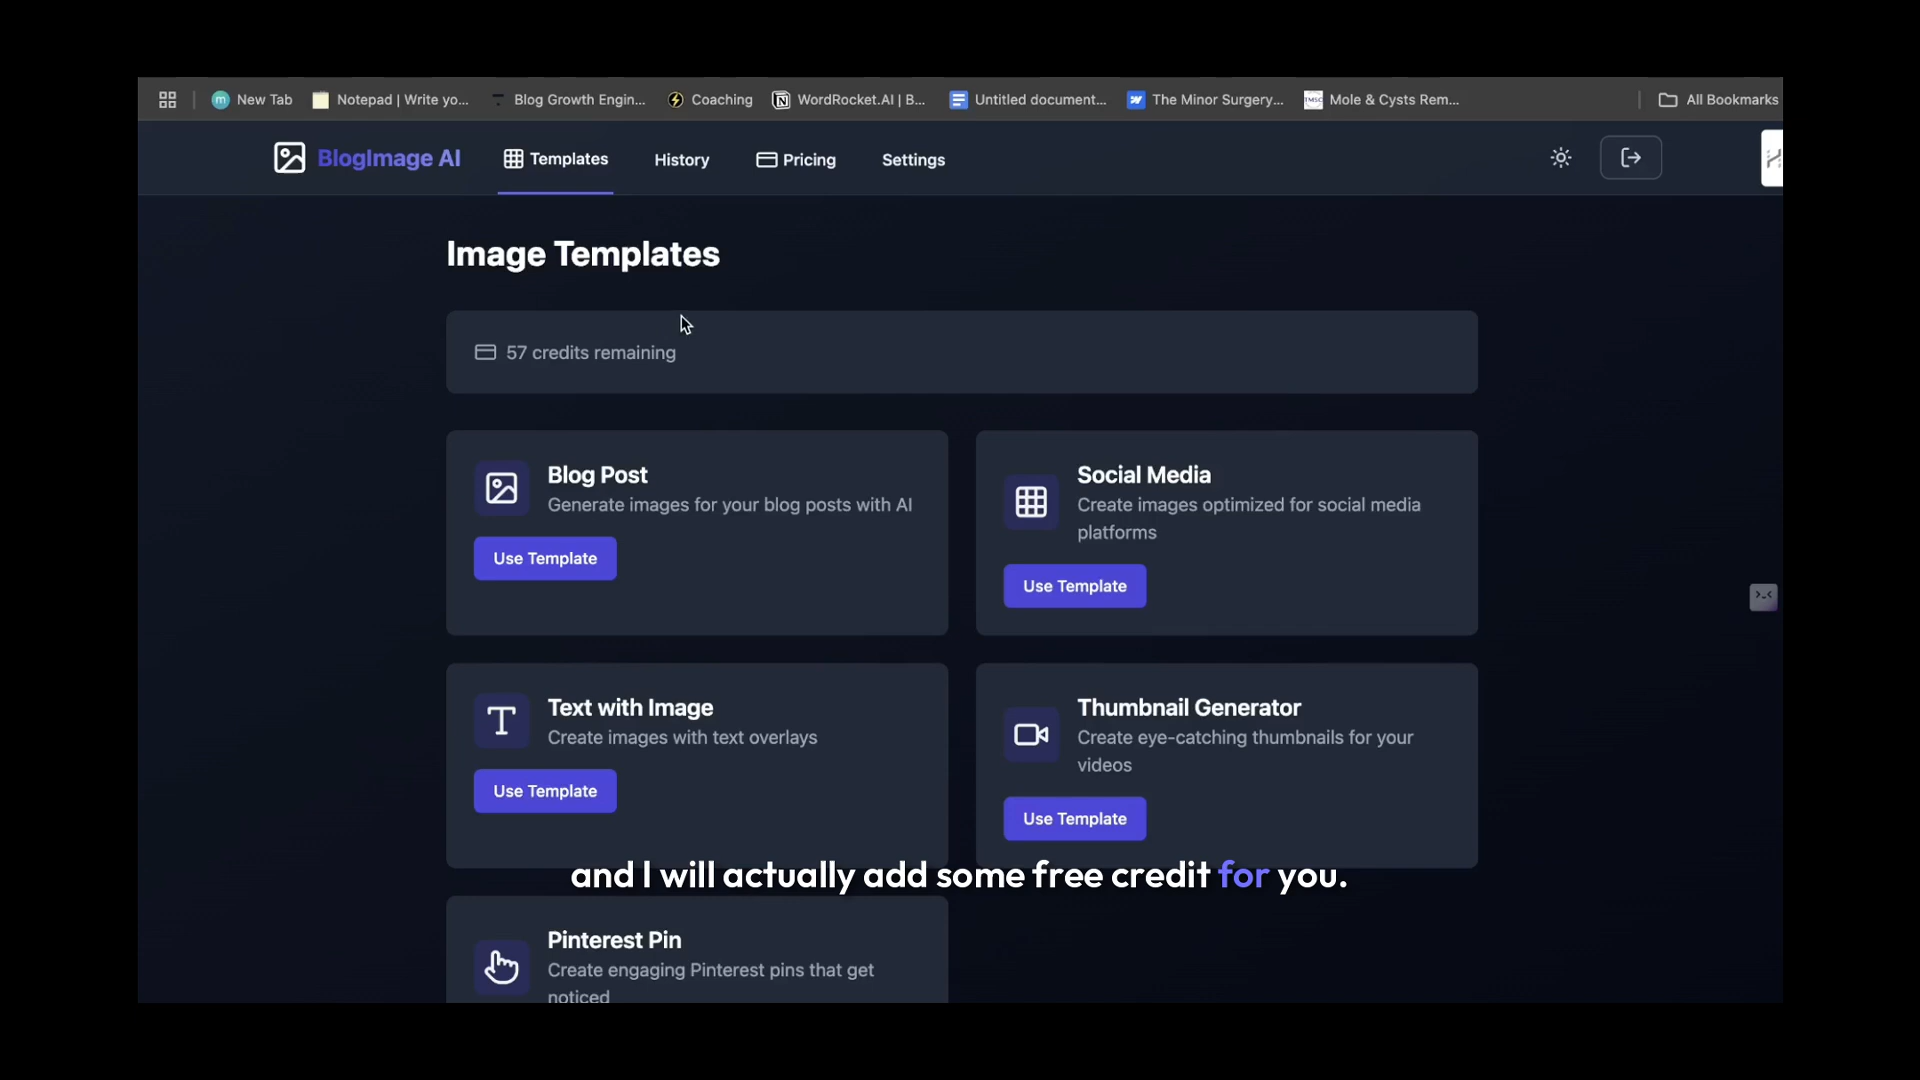 New Tab
Notepad | Write yo...
Blog Growth Engin...
Coaching
WordRocket.AI | B...
Untitled document...
The Minor Surgery...
Mole & Cysts Rem...
All Bookmarks
BlogImage AI
Templates
History
Pricing
Settings
Image Templates
57 credits remaining
Blog Post
Generate images for your blog posts with AI
Use Template
Social Media
Create images optimized for social media
platforms
Use Template
Text with Image
Create images with text overlays
Use Template
Thumbnail Generator
Create eye-catching thumbnails for your
videos
Use Template
and I will actually add some free credit for you.
Pinterest Pin
Create engaging Pinterest pins that get
noticed